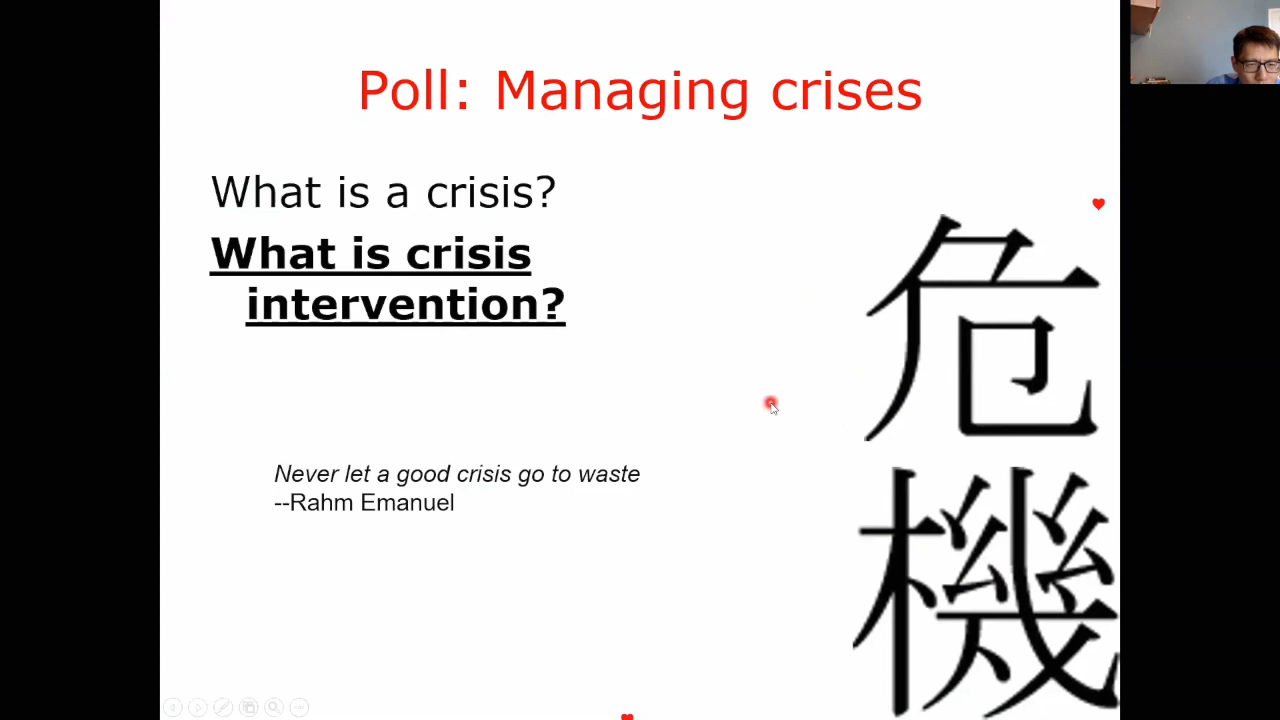 Poll: Managing crises
What is a crisis?
What is crisis
intervention?
Never let a good crisis go to waste
--Rahm Emanuel
危
機